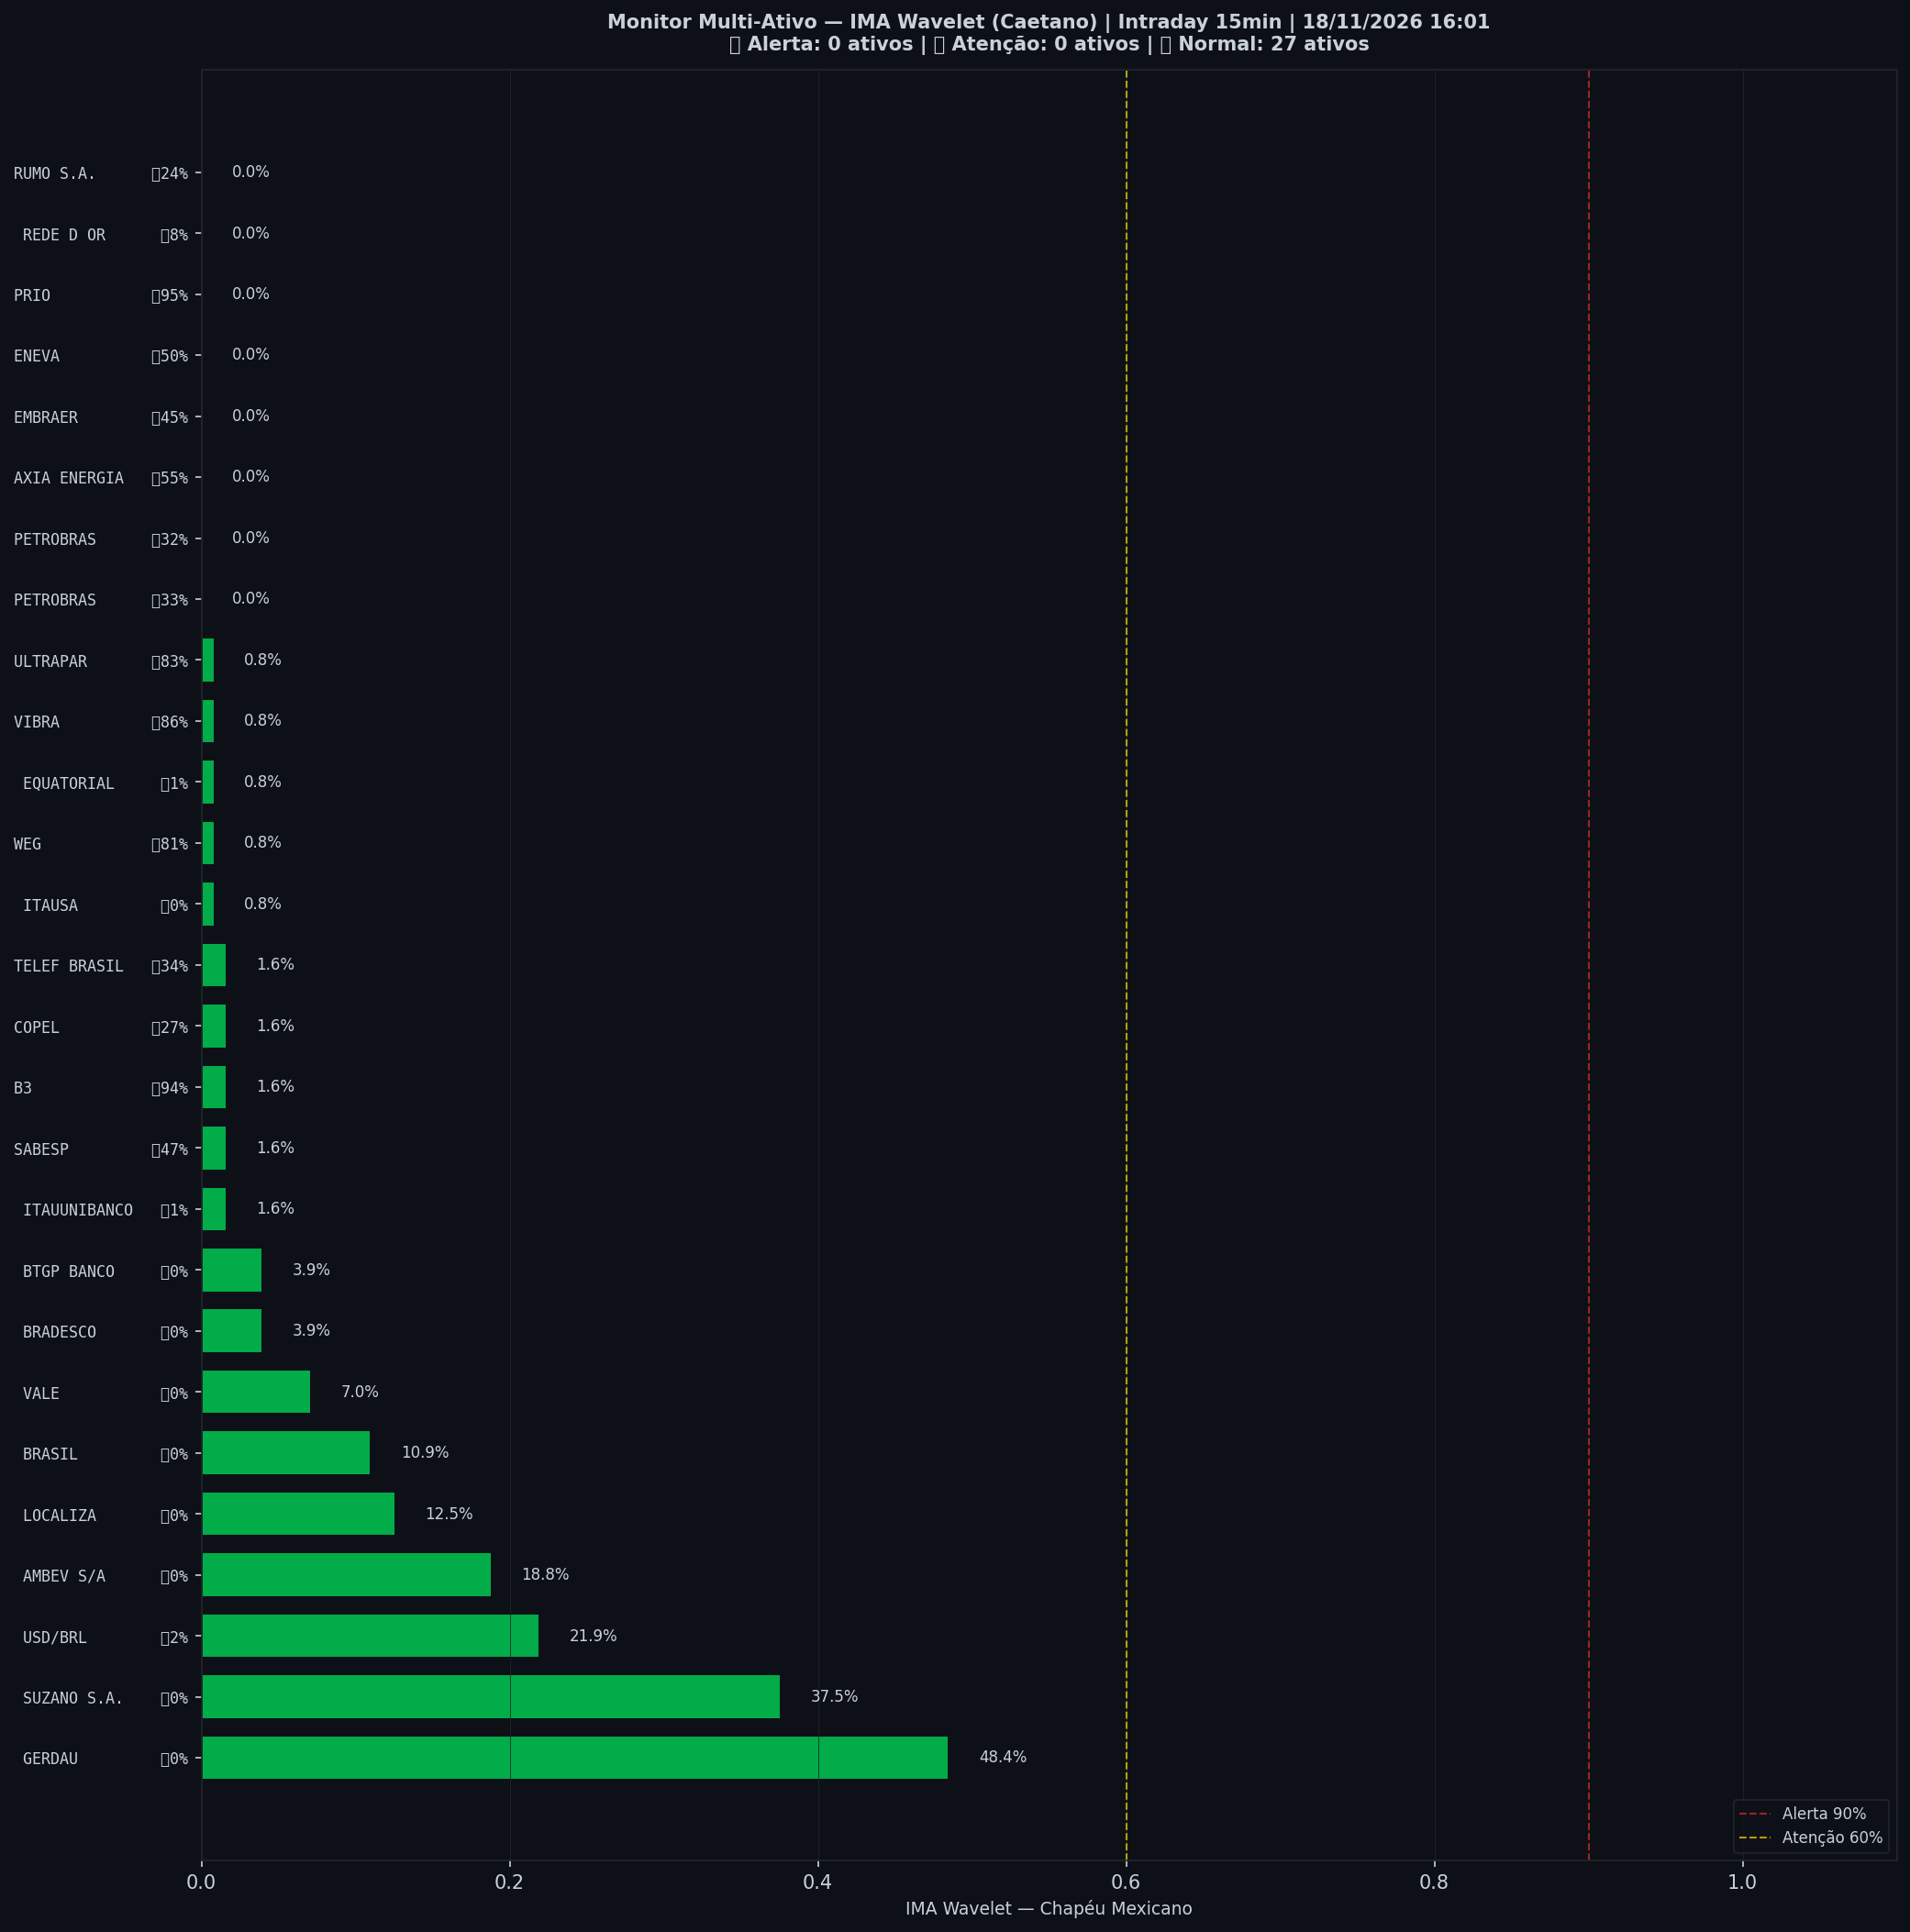 Monitor Multi-Ativo — IMA Wavelet (Caetano) | Intraday 15min | 18/11/2026 16:01
▯ Alerta: 0 ativos | ▯ Atenção: 0 ativos | ▯ Normal: 27 ativos
RUMO S.A. ▯24% 0.0%
REDE D OR ▯8% 0.0%
PRIO ▯95% 0.0%
ENEVA ▯50% 0.0%
EMBRAER ▯45% 0.0%
AXIA ENERGIA ▯55% 0.0%
PETROBRAS ▯32% 0.0%
PETROBRAS ▯33% 0.0%
ULTRAPAR ▯83% 0.8%
VIBRA ▯86% 0.8%
EQUATORIAL ▯1% 0.8%
WEG ▯81% 0.8%
ITAUSA ▯0% 0.8%
TELEF BRASIL ▯34% 1.6%
COPEL ▯27% 1.6%
B3 ▯94% 1.6%
SABESP ▯47% 1.6%
ITAUUNIBANCO ▯1% 1.6%
BTGP BANCO ▯0% 3.9%
BRADESCO ▯0% 3.9%
VALE ▯0% 7.0%
BRASIL ▯0% 10.9%
LOCALIZA ▯0% 12.5%
AMBEV S/A ▯0% 18.8%
USD/BRL ▯2% 21.9%
SUZANO S.A. ▯0% 37.5%
GERDAU ▯0% 48.4%
Alerta 90%
Atenção 60%
0.0 0.2 0.4 0.6 0.8 1.0
IMA Wavelet — Chapéu Mexicano